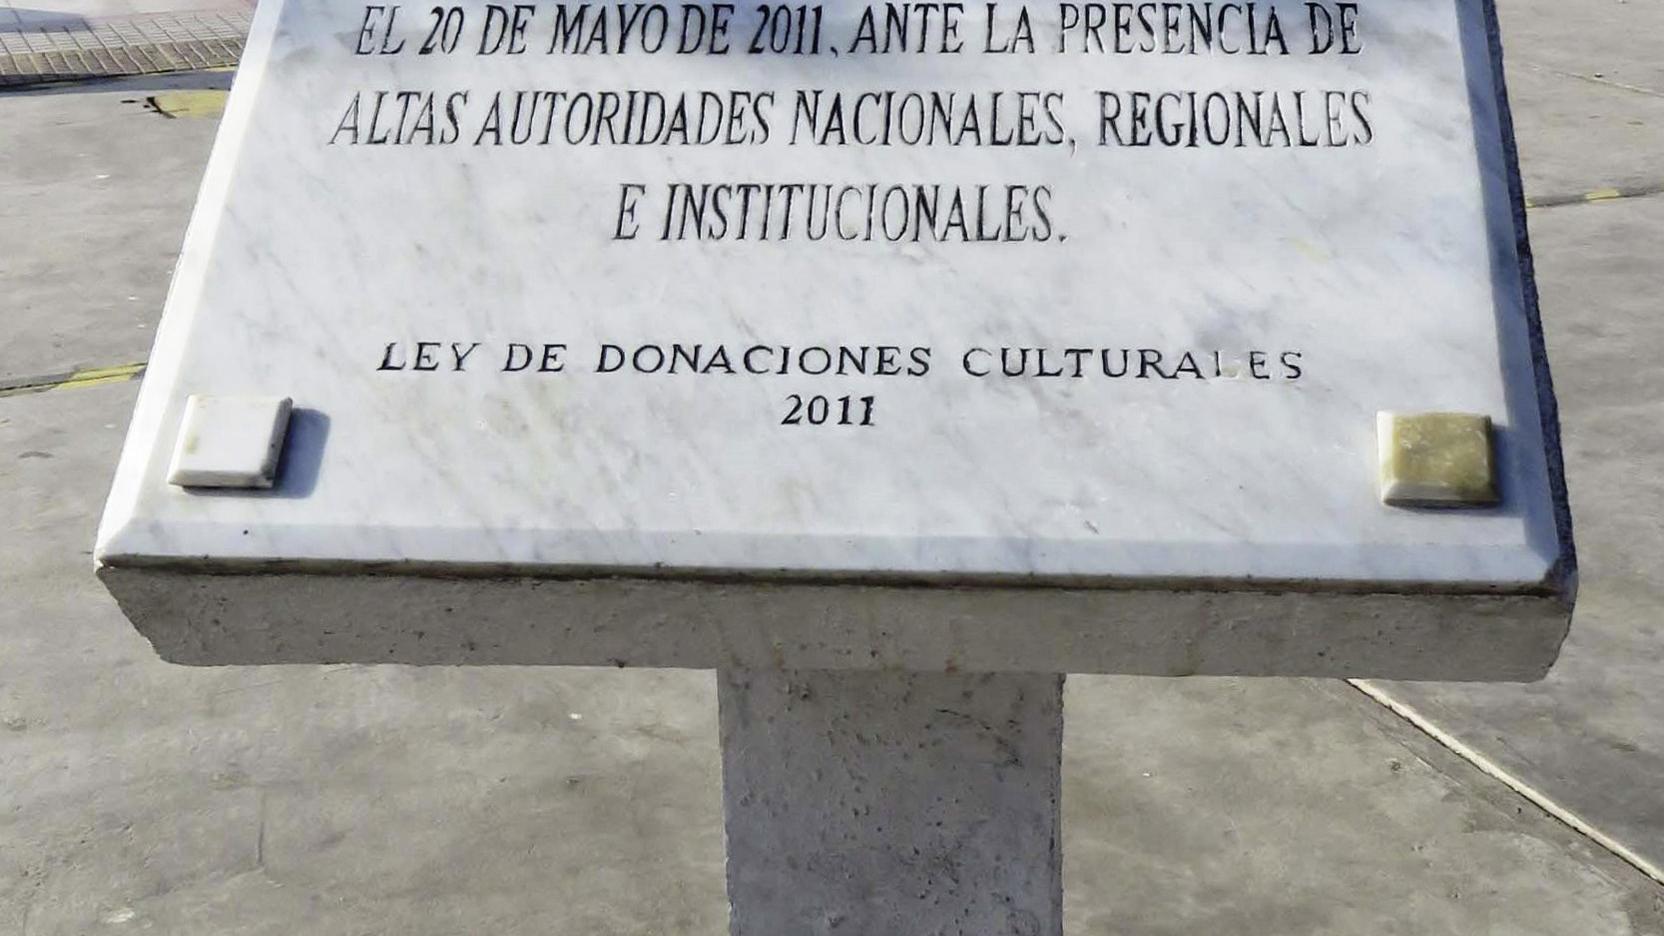 EL 20 DE MAYO DE 2011, ANTE LA PRESENCIA DE
ALTAS AUTORIDADES NACIONALES, REGIONALES
E INSTITUCIONALES.
LEY DE DONACIONES CULTURALES
2011